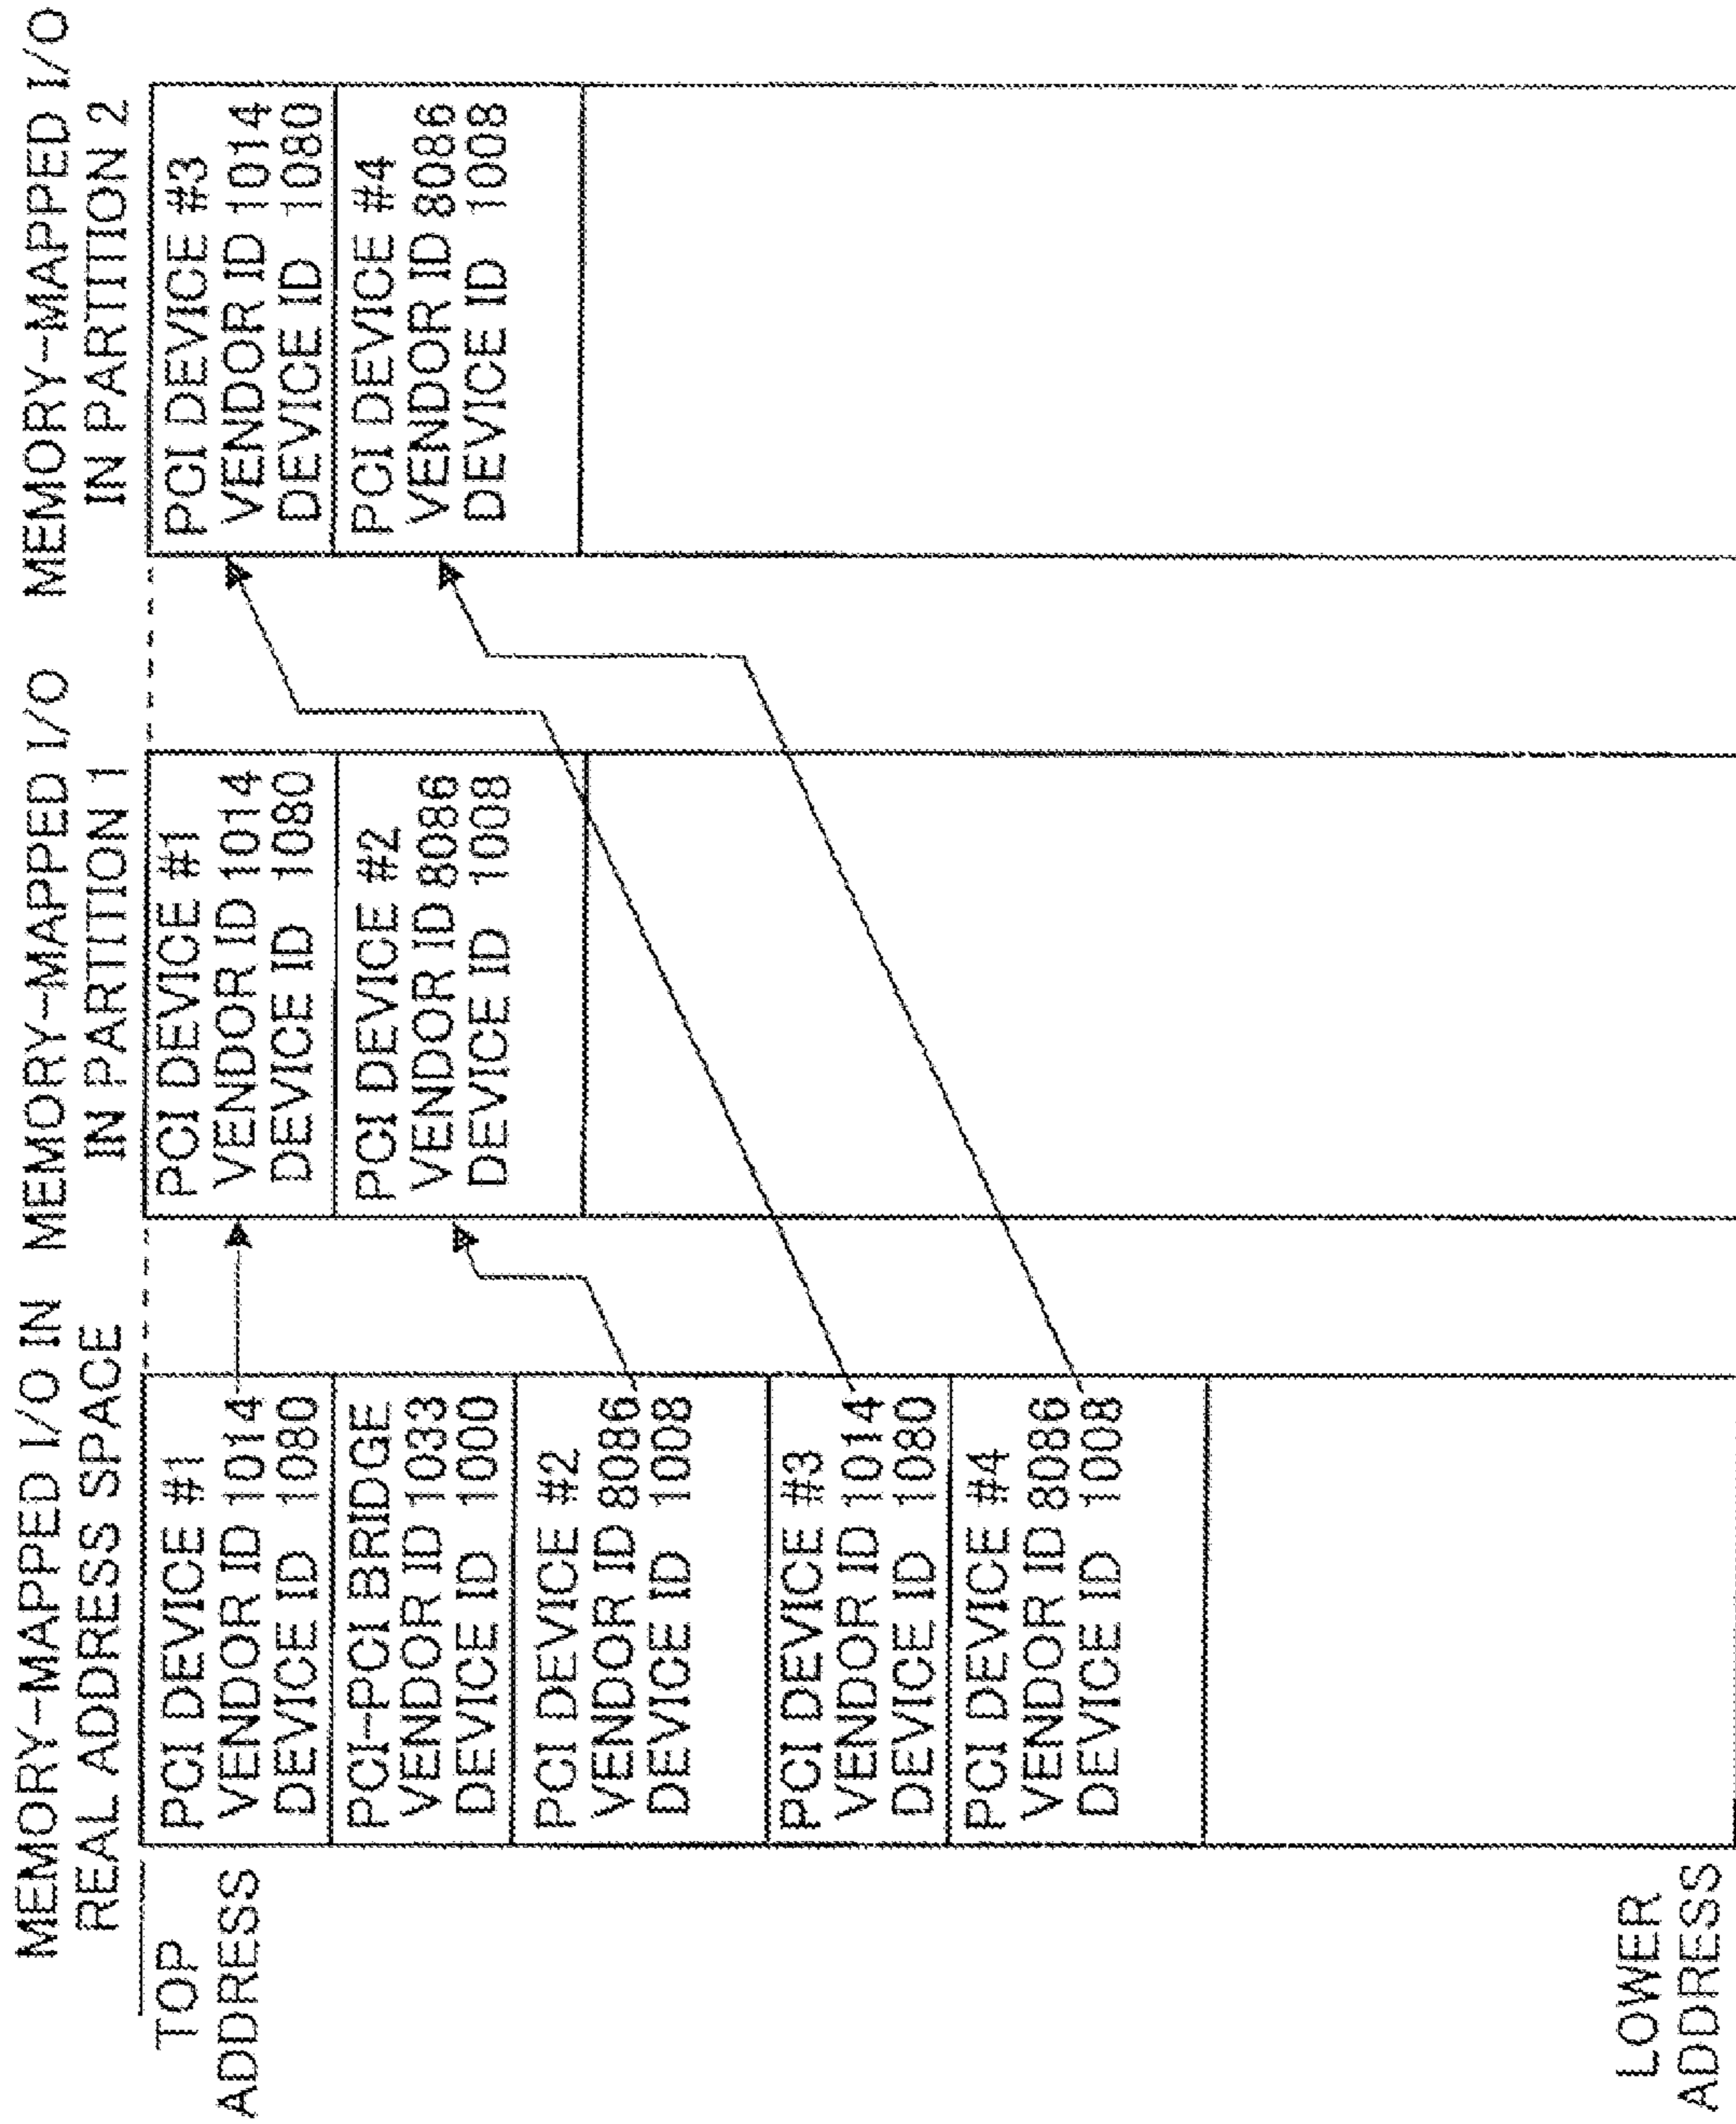 MEMORY-MAPPED I/O IN
REAL ADDRESS SPACE
MEMORY-MAPPED I/O
IN PARTITION 1
MEMORY-MAPPED I/O
IN PARTITION 2
TOP
ADDRESS
PCI DEVICE #1
VENDOR ID 1014
DEVICE ID 1080
PCI-PCI BRIDGE
VENDOR ID 1033
DEVICE ID 1000
PCI DEVICE #2
VENDOR ID 8086
DEVICE ID 1008
PCI DEVICE #3
VENDOR ID 1014
DEVICE ID 1080
PCI DEVICE #4
VENDOR ID 8086
DEVICE ID 1008
LOWER
ADDRESS
PCI DEVICE #1
VENDOR ID 1014
DEVICE ID 1080
PCI DEVICE #2
VENDOR ID 8086
DEVICE ID 1008
PCI DEVICE #3
VENDOR ID 1014
DEVICE ID 1080
PCI DEVICE #4
VENDOR ID 8086
DEVICE ID 1008